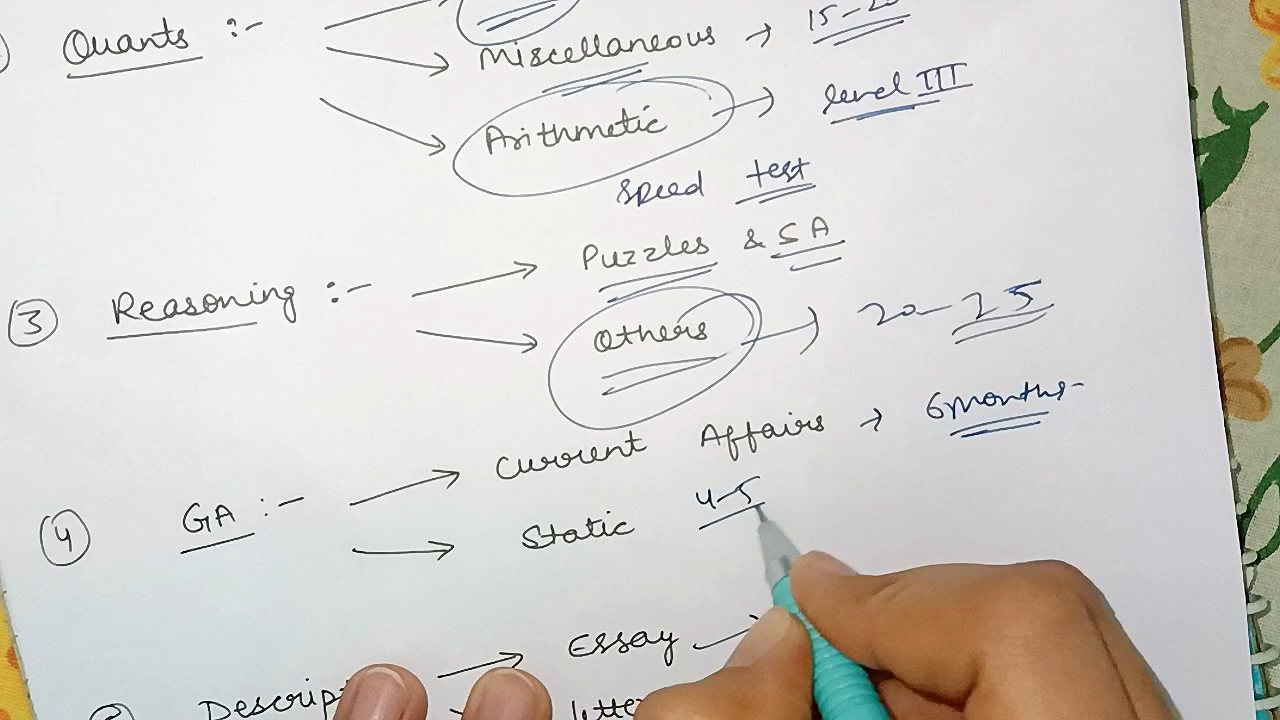 Quants :-
Miscellaneous → 15-20
Arithmetic → level III
Speed test
③ Reasoning :- → Puzzles & SA
→ Others → 20-25
④ GA :- → Current Affairs → 6months-
→ Static 4-5
→ Essay →